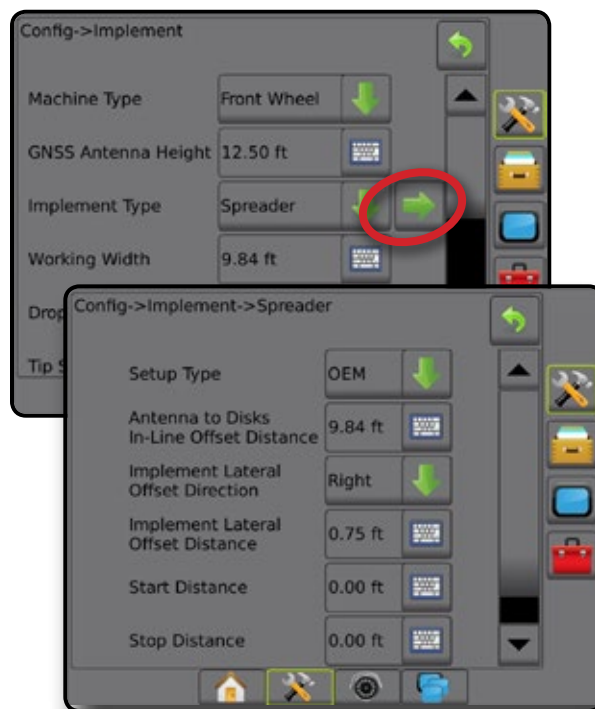 Config->Implement
Machine Type Front Wheel
GNSS Antenna Height 12.50 ft
Implement Type Spreader
Working Width 9.84 ft
Config->Implement->Spreader
Setup Type OEM
Antenna to Disks
In-Line Offset Distance 9.84 ft
Implement Lateral
Offset Direction Right
Implement Lateral
Offset Distance 0.75 ft
Start Distance 0.00 ft
Stop Distance 0.00 ft